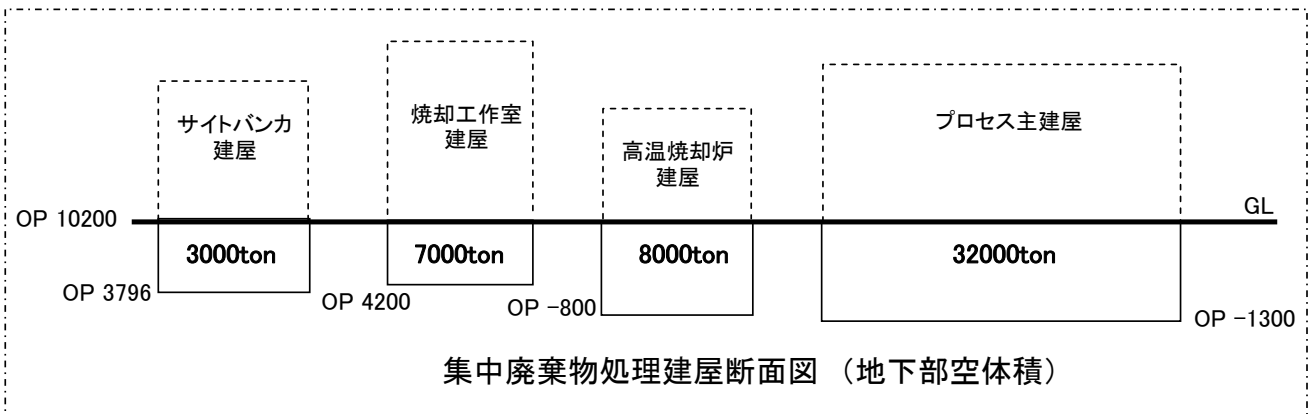 サイトバンカ
建屋
焼却工作室
建屋
高温焼却炉
建屋
プロセス主建屋
OP 10200
GL
3000ton
7000ton
8000ton
32000ton
OP 3796
OP 4200
OP −800
OP −1300
集中廃棄物処理建屋断面図 （地下部空体積）